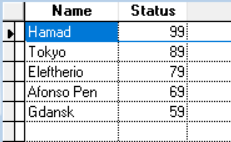 Name Status
Hamad 99
Tokyo 89
Eleftherio 79
Afonso Pen 69
Gdansk 59